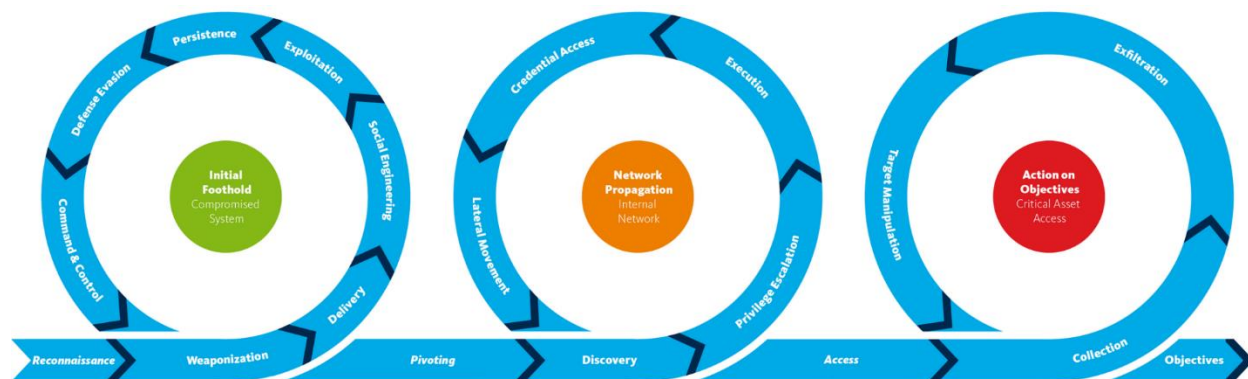 Reconnaissance
Weaponization
Delivery
Social Engineering
Exploitation
Persistence
Defense Evasion
Command & Control
Initial
Foothold
Compromised
System
Pivoting
Discovery
Privilege Escalation
Execution
Credential Access
Lateral Movement
Network
Propagation
Internal
Network
Access
Collection
Exfiltration
Target Manipulation
Action on
Objectives
Critical Asset
Access
Objectives